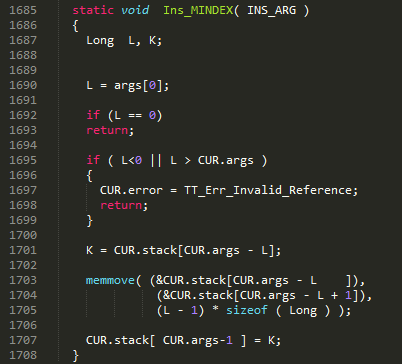 1685 static void  Ins_MINDEX( INS_ARG )
1686 {
1687   Long  L, K;
1688
1689
1690   L = args[0];
1691
1692   if (L == 0)
1693   return;
1694
1695   if ( L<0 || L > CUR.args )
1696   {
1697     CUR.error = TT_Err_Invalid_Reference;
1698     return;
1699   }
1700
1701   K = CUR.stack[CUR.args - L];
1702
1703   memmove( (&CUR.stack[CUR.args - L    ]),
1704            (&CUR.stack[CUR.args - L + 1]),
1705            (L - 1) * sizeof ( Long ) );
1706
1707   CUR.stack[ CUR.args-1 ] = K;
1708 }